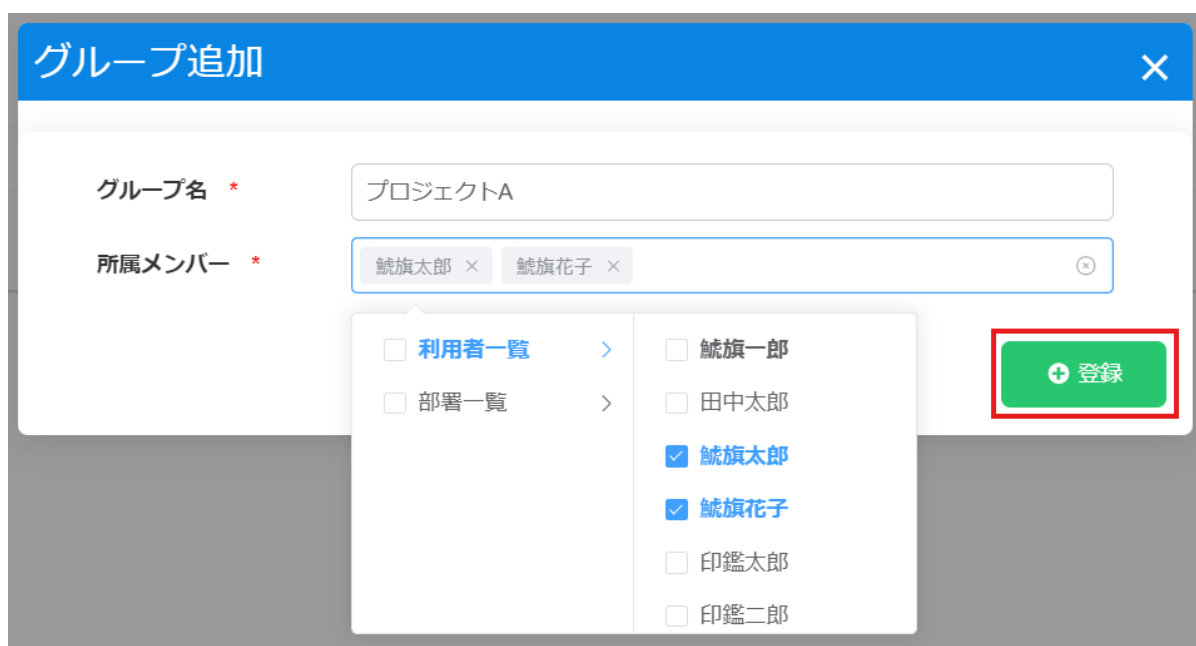 グループ追加
グループ名 *
プロジェクトA
所属メンバー *
鯱旗太郎 × 鯱旗花子 ×
利用者一覧 >
部署一覧 >
鯱旗一郎
田中太郎
鯱旗太郎
鯱旗花子
印鑑太郎
印鑑二郎
登録